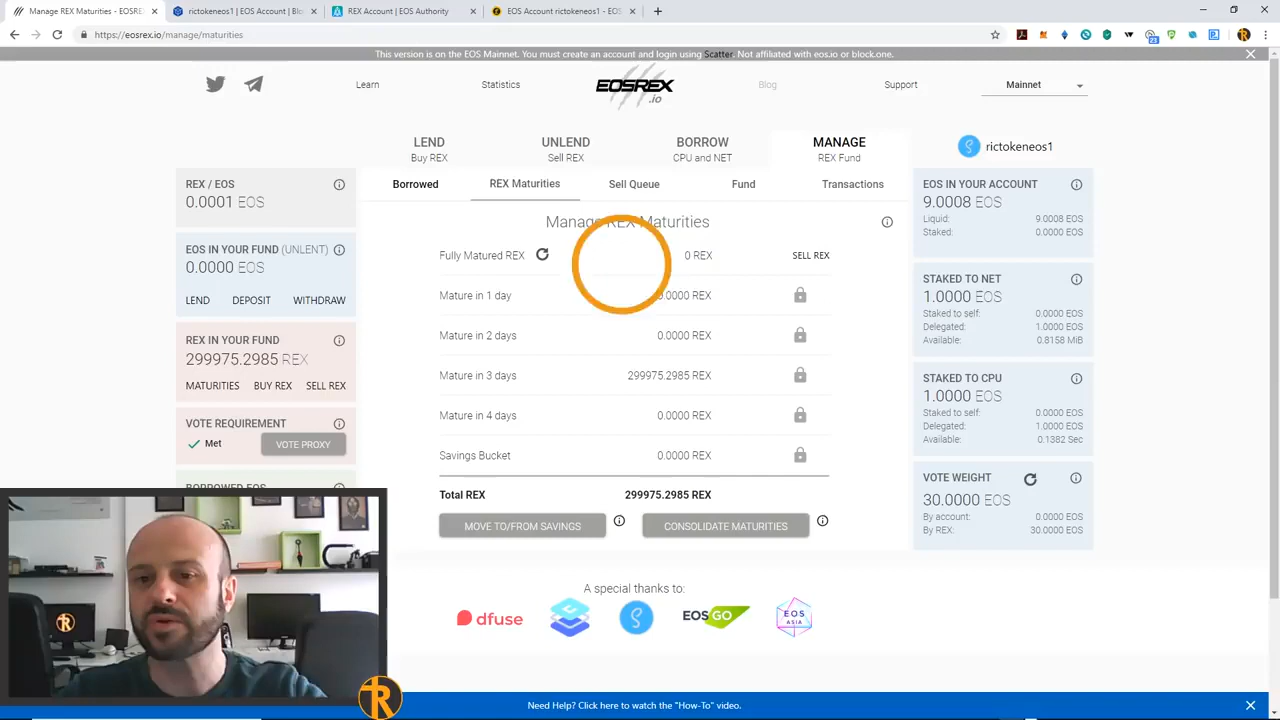 Manage REX Maturities - EOSREX
rictokeneos1 | EOS Account | Blo
REX Account | EOS Authority
EOS Account rictokeneos1 - EOS
https://eosrex.io/manage/maturities
23
This version is on the EOS Mainnet. You must create an account and login using Scatter. Not affiliated with eos.io or block.one.
Learn
Statistics
EOSREX
.io
Blog
Support
Mainnet
LEND
Buy REX
UNLEND
Sell REX
BORROW
CPU and NET
MANAGE
REX Fund
rictokeneos1
Borrowed
REX Maturities
Sell Queue
Fund
Transactions
REX / EOS
0.0001 EOS
EOS IN YOUR FUND (UNLENT)
0.0000 EOS
LEND DEPOSIT WITHDRAW
REX IN YOUR FUND
299975.2985 REX
MATURITIES BUY REX SELL REX
VOTE REQUIREMENT
Met VOTE PROXY
BORROWED EOS
Manage REX Maturities
Fully Matured REX 0 REX SELL REX
Mature in 1 day 0.0000 REX
Mature in 2 days 0.0000 REX
Mature in 3 days 299975.2985 REX
Mature in 4 days 0.0000 REX
Savings Bucket 0.0000 REX
Total REX 299975.2985 REX
MOVE TO/FROM SAVINGS CONSOLIDATE MATURITIES
EOS IN YOUR ACCOUNT
9.0008 EOS
Liquid: 9.0008 EOS
Staked: 0.0000 EOS
STAKED TO NET
1.0000 EOS
Staked to self: 0.0000 EOS
Delegated: 1.0000 EOS
Available: 0.8158 MiB
STAKED TO CPU
1.0000 EOS
Staked to self: 0.0000 EOS
Delegated: 1.0000 EOS
Available: 0.1382 Sec
VOTE WEIGHT
30.0000 EOS
By account: 0.0000 EOS
By REX: 30.0000 EOS
A special thanks to:
dfuse
EOS GO
EOS
ASIA
Need Help? Click here to watch the "How-To" video.